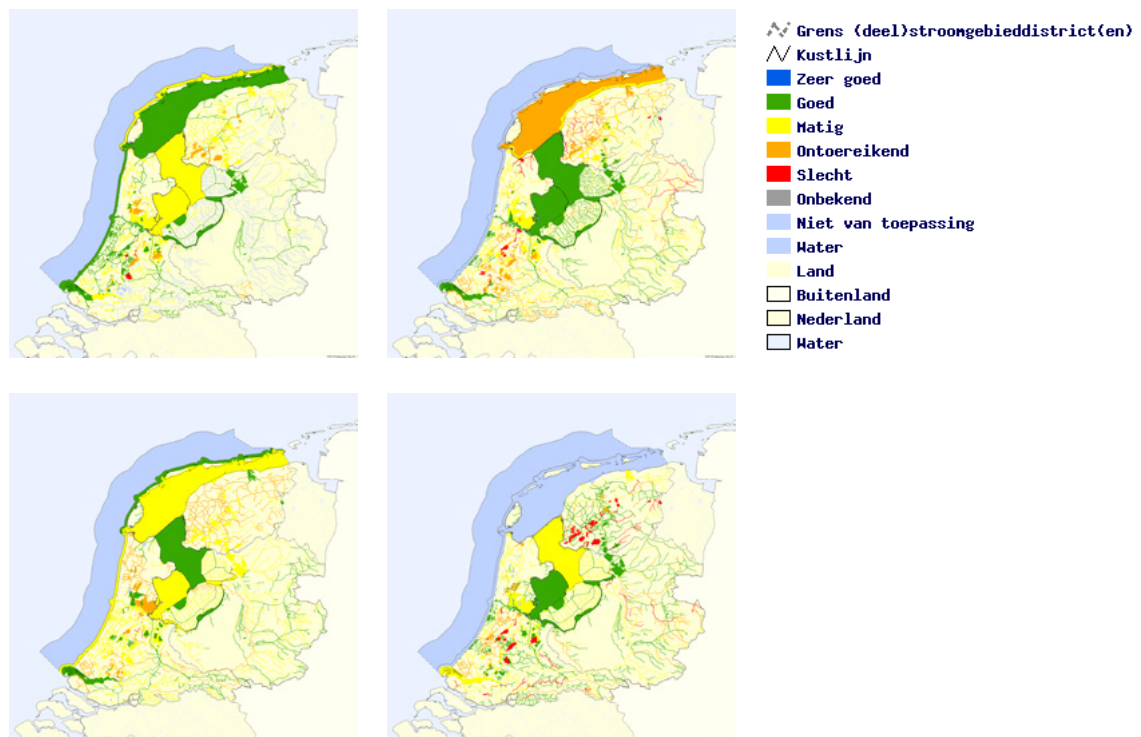 Grens (deel)stroomgebieddistrict(en)
Kustlijn
Zeer goed
Goed
Matig
Ontoereikend
Slecht
Onbekend
Niet van toepassing
Water
Land
Buitenland
Nederland
Water